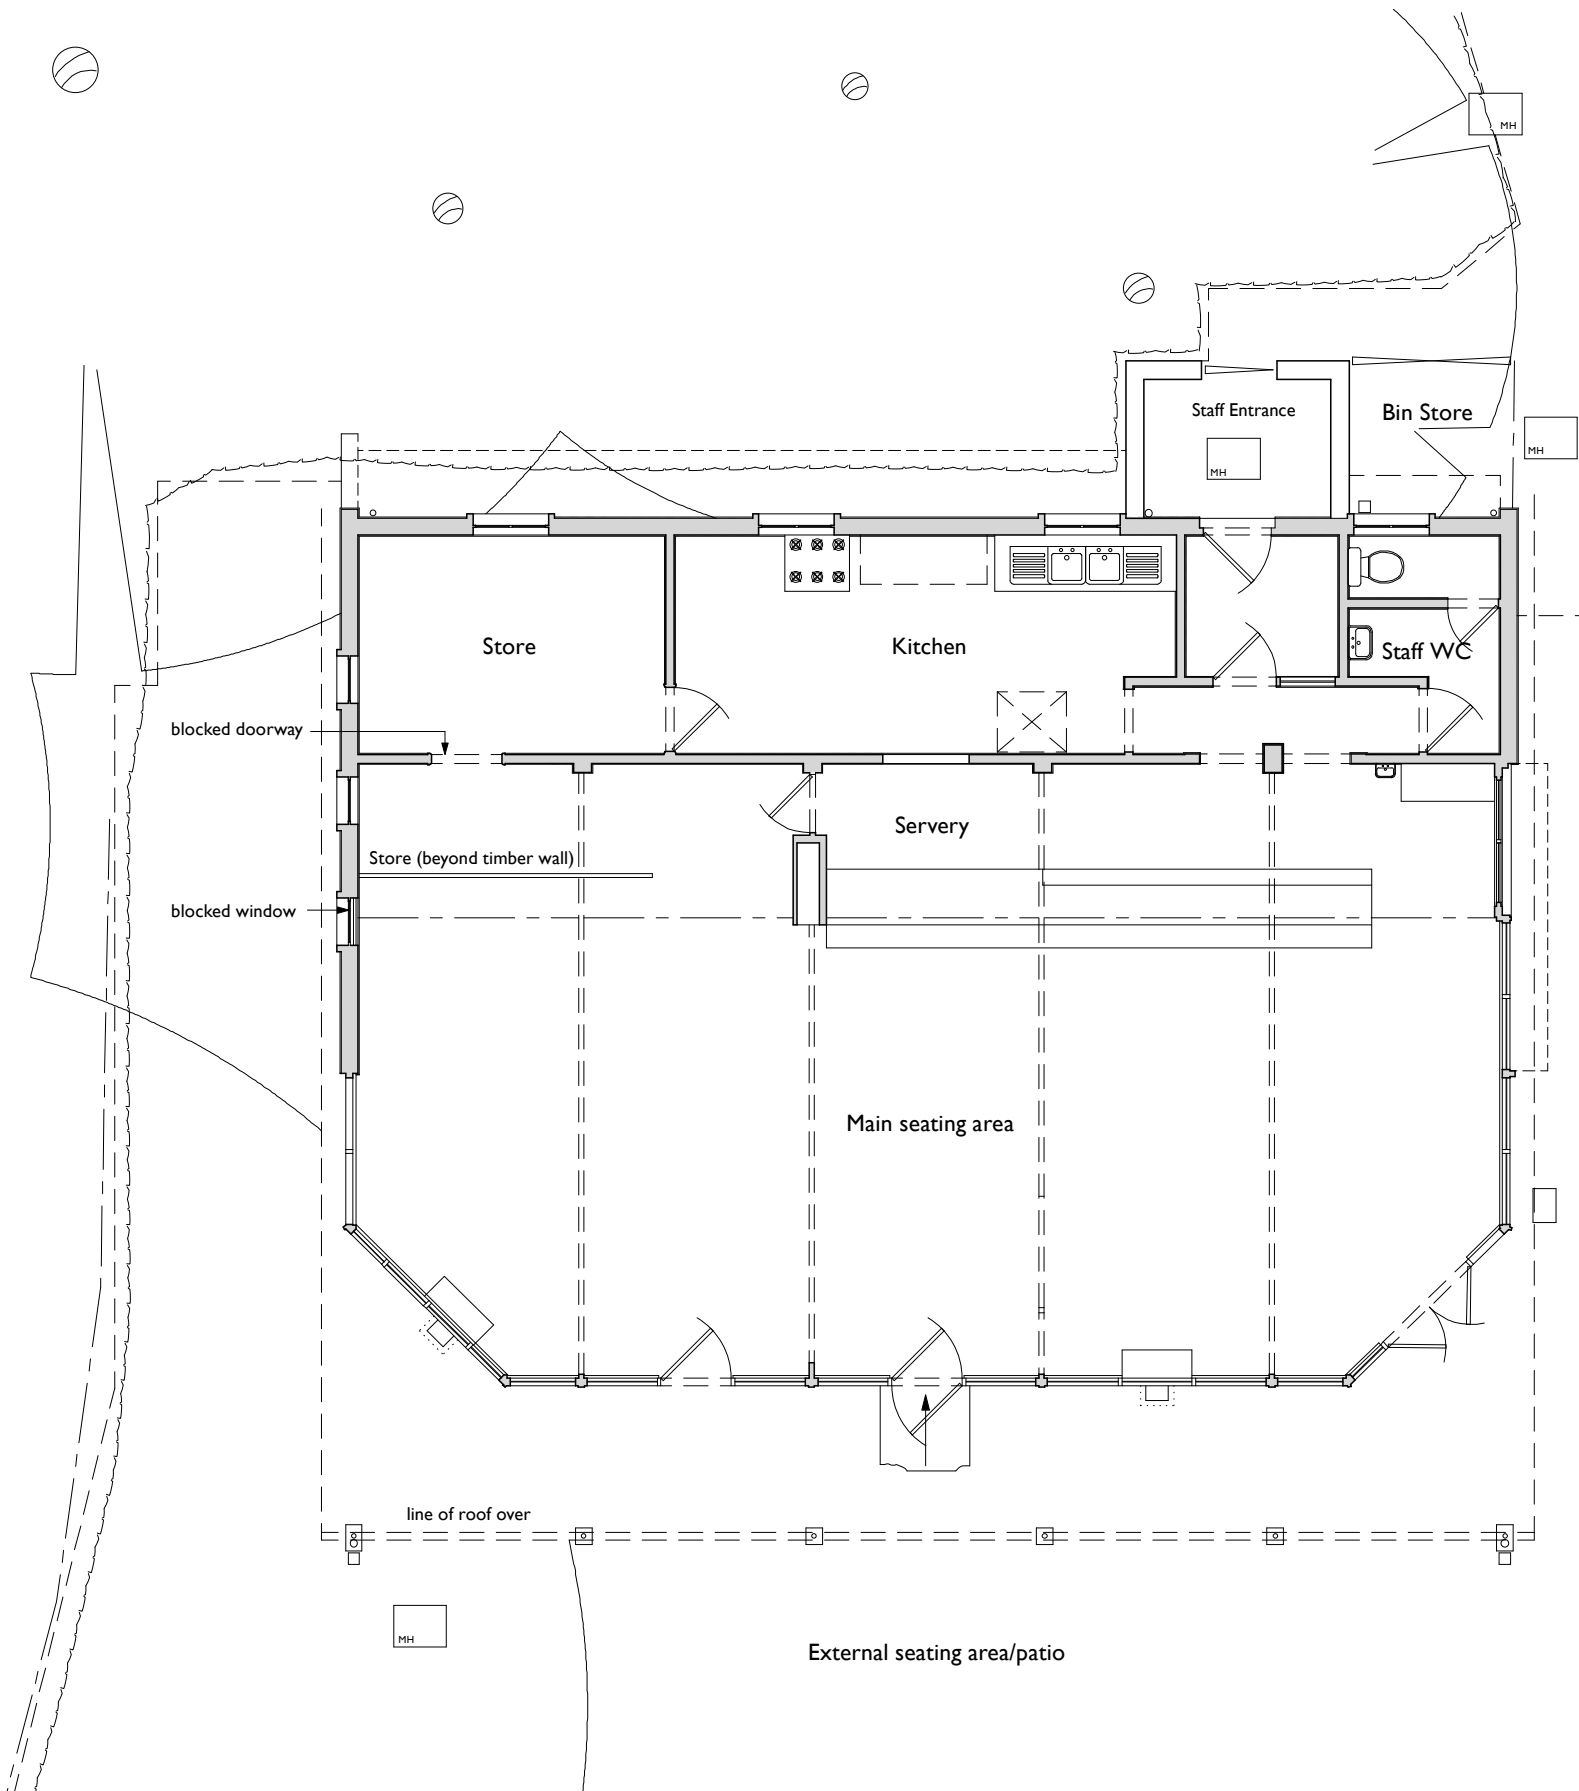 MH
Staff Entrance
Bin Store
MH
MH
Store
Kitchen
Staff WC
blocked doorway
Servery
Store (beyond timber wall)
blocked window
Main seating area
line of roof over
MH
External seating area/patio